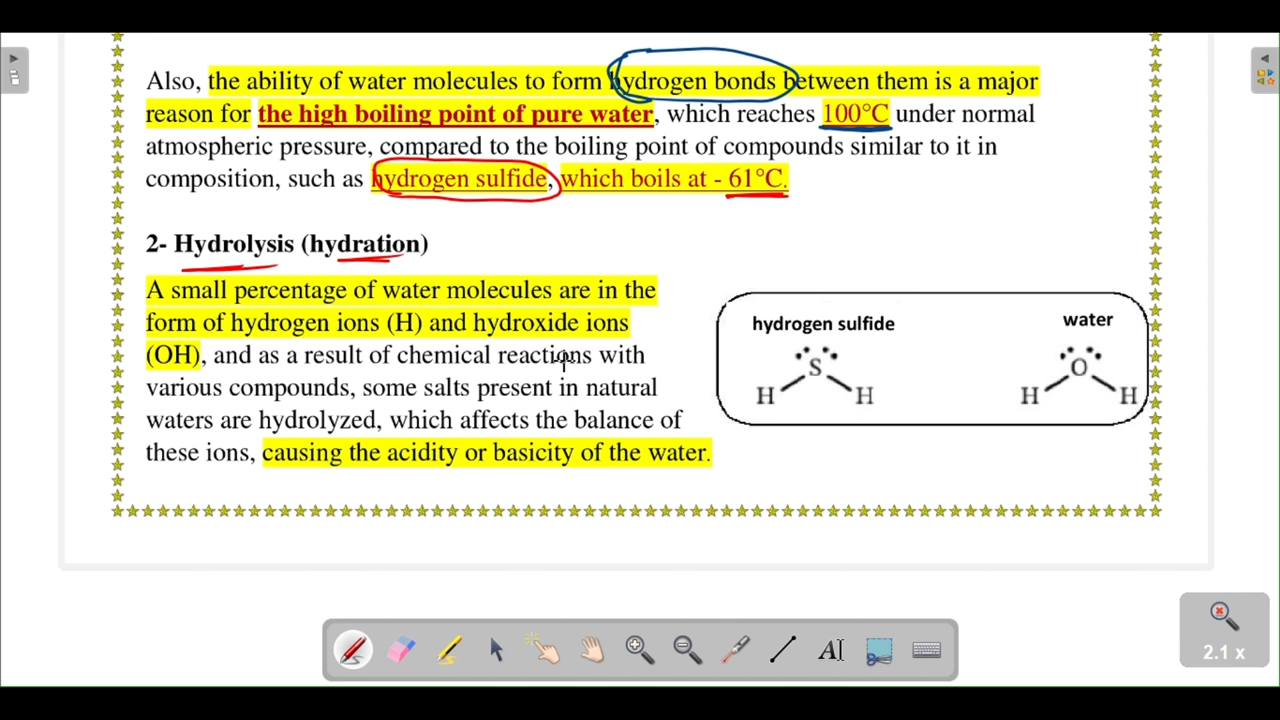 Also, the ability of water molecules to form hydrogen bonds between them is a major
reason for the high boiling point of pure water, which reaches 100°C under normal
atmospheric pressure, compared to the boiling point of compounds similar to it in
composition, such as hydrogen sulfide, which boils at - 61°C.
2- Hydrolysis (hydration)
A small percentage of water molecules are in the
form of hydrogen ions (H) and hydroxide ions
(OH), and as a result of chemical reactions with
various compounds, some salts present in natural
waters are hydrolyzed, which affects the balance of
these ions, causing the acidity or basicity of the water.
hydrogen sulfide
S
H H
water
O
H H
AI
2.1 x